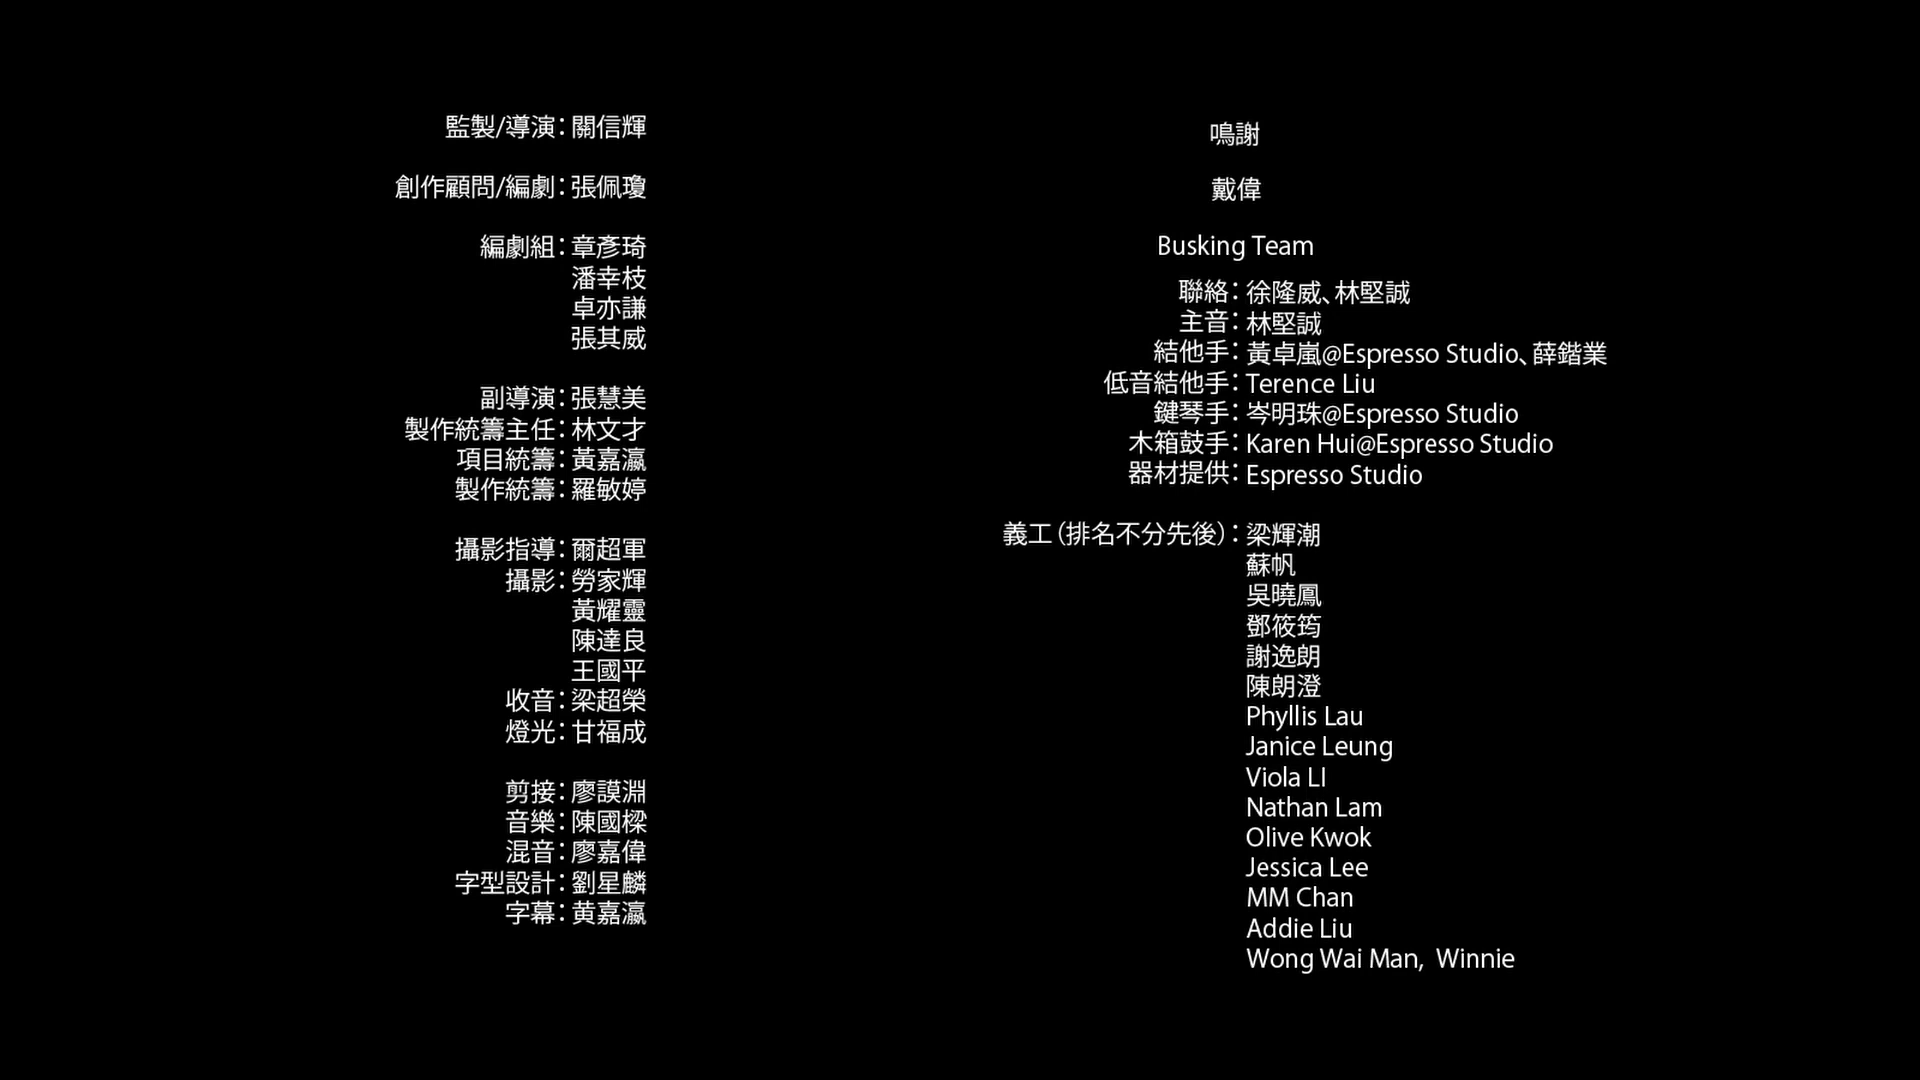 監製/導演：關信輝
創作顧問/編劇：張佩瓊
編劇組：章彥琦
潘幸枝
卓亦謙
張其威
副導演：張慧美
製作統籌主任：林文才
項目統籌：黃嘉瀛
製作統籌：羅敏婷
攝影指導：爾超軍
攝影：勞家輝
黃耀靈
陳達良
王國平
收音：梁超榮
燈光：甘福成
剪接：廖謨淵
音樂：陳國樑
混音：廖嘉偉
字型設計：劉星麟
字幕：黄嘉瀛
鳴謝
戴偉
Busking Team
聯絡：徐隆威、林堅誠
主音：林堅誠
結他手：黃卓嵐@Espresso Studio、薛鍇業
低音結他手：Terence Liu
鍵琴手：岑明珠@Espresso Studio
木箱鼓手：Karen Hui@Espresso Studio
器材提供：Espresso Studio
義工（排名不分先後）：梁輝潮
蘇帆
吳曉鳳
鄧筱筠
謝逸朗
陳朗澄
Phyllis Lau
Janice Leung
Viola LI
Nathan Lam
Olive Kwok
Jessica Lee
MM Chan
Addie Liu
Wong Wai Man, Winnie